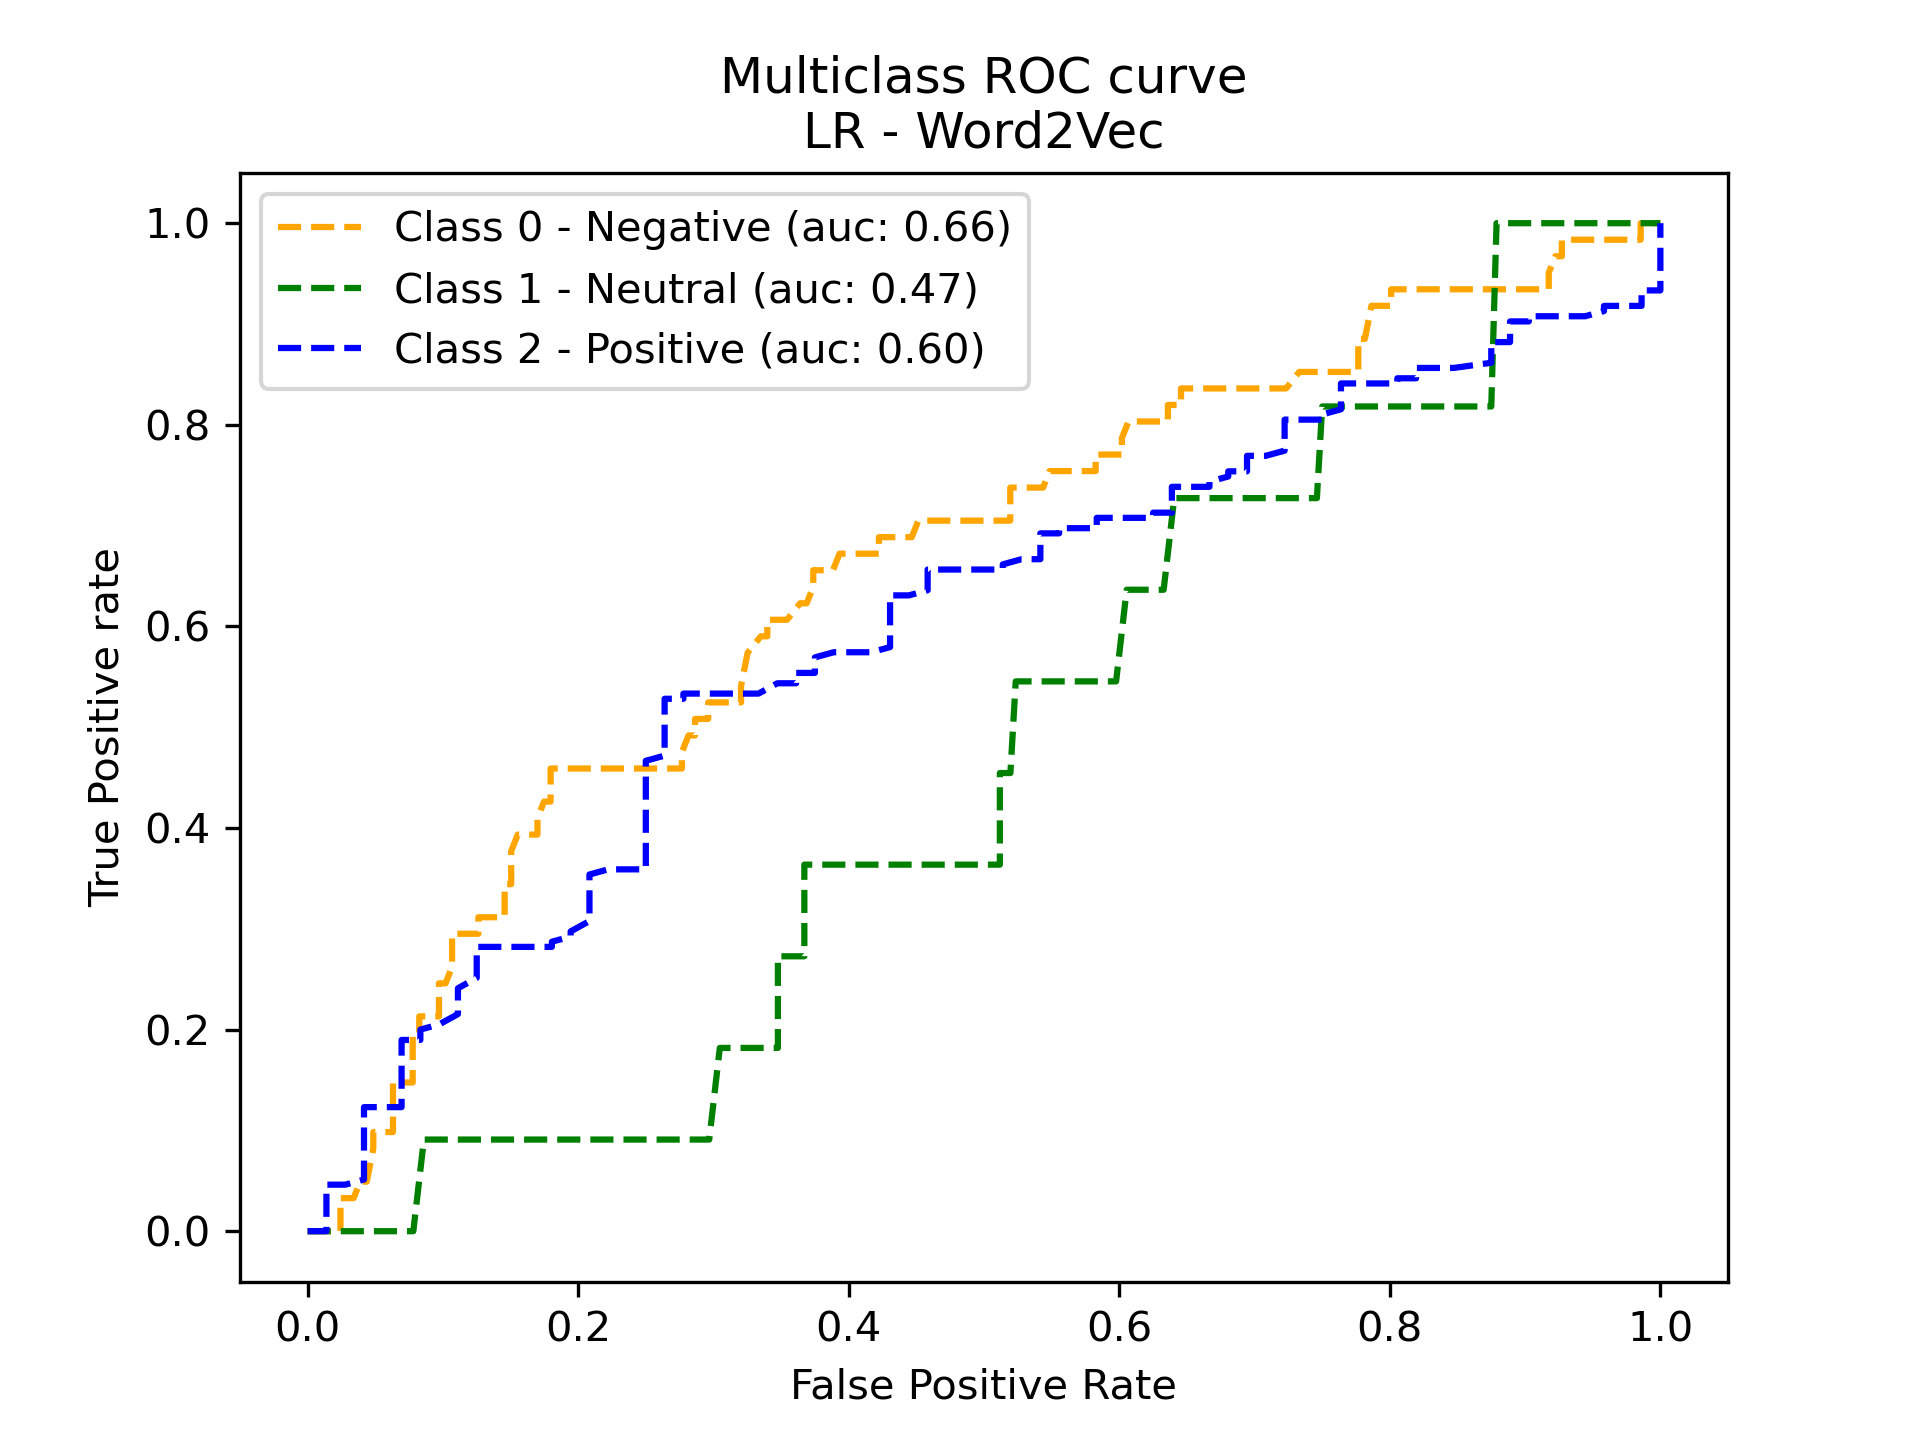 Multiclass ROC curve
LR - Word2Vec
Class 0 - Negative (auc: 0.66)
Class 1 - Neutral (auc: 0.47)
Class 2 - Positive (auc: 0.60)
True Positive rate
1.0
0.8
0.6
0.4
0.2
0.0
0.0 0.2 0.4 0.6 0.8 1.0
False Positive Rate